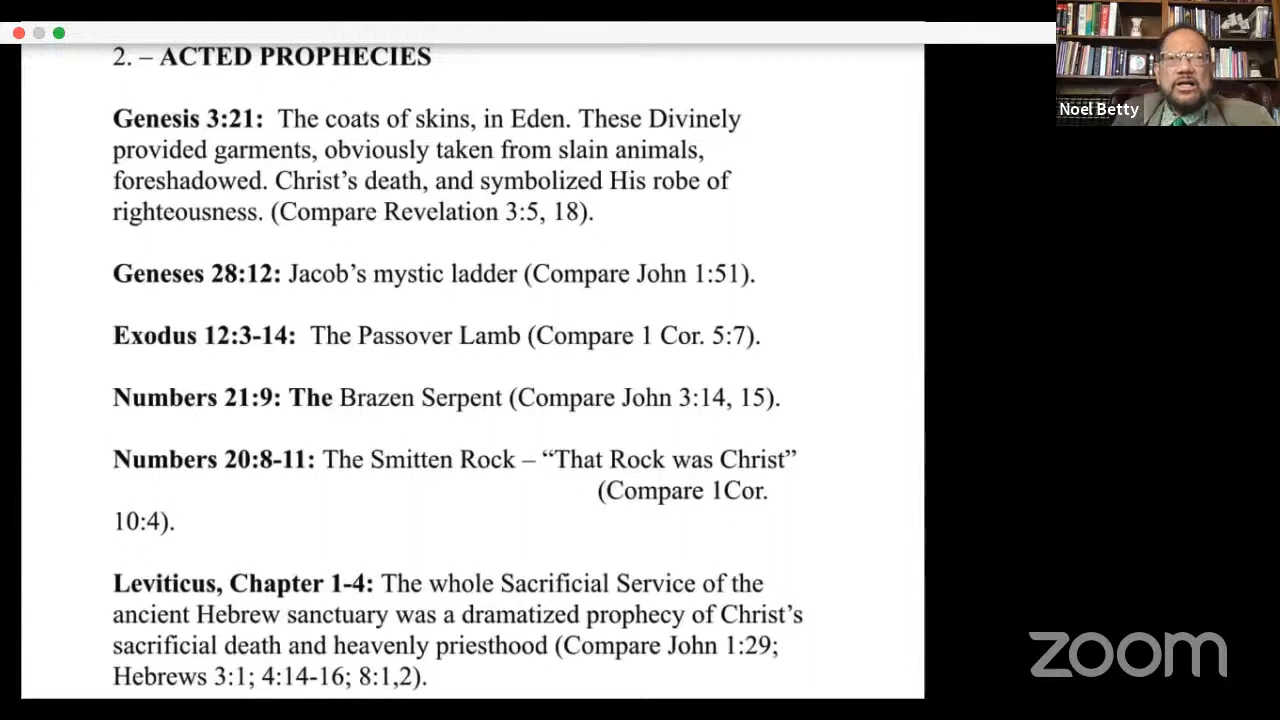 2. – ACTED PROPHECIES
Genesis 3:21: The coats of skins, in Eden. These Divinely
provided garments, obviously taken from slain animals,
foreshadowed. Christ’s death, and symbolized His robe of
righteousness. (Compare Revelation 3:5, 18).
Geneses 28:12: Jacob’s mystic ladder (Compare John 1:51).
Exodus 12:3-14: The Passover Lamb (Compare 1 Cor. 5:7).
Numbers 21:9: The Brazen Serpent (Compare John 3:14, 15).
Numbers 20:8-11: The Smitten Rock – “That Rock was Christ”
(Compare 1Cor.
10:4).
Leviticus, Chapter 1-4: The whole Sacrificial Service of the
ancient Hebrew sanctuary was a dramatized prophecy of Christ’s
sacrificial death and heavenly priesthood (Compare John 1:29;
Hebrews 3:1; 4:14-16; 8:1,2).
Noel Betty
zoom